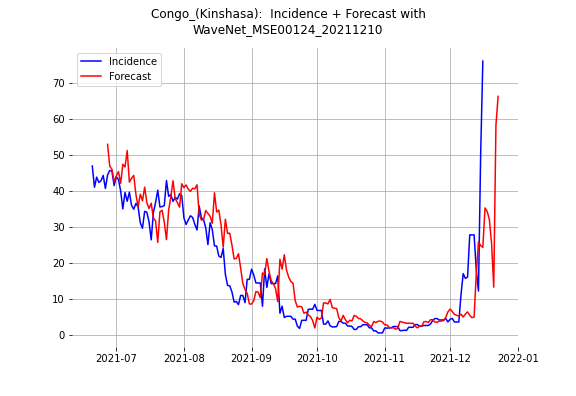 Congo_(Kinshasa):  Incidence + Forecast with
WaveNet_MSE00124_20211210
Incidence
Forecast
70
60
50
40
30
20
10
0
2021-07 2021-08 2021-09 2021-10 2021-11 2021-12 2022-01